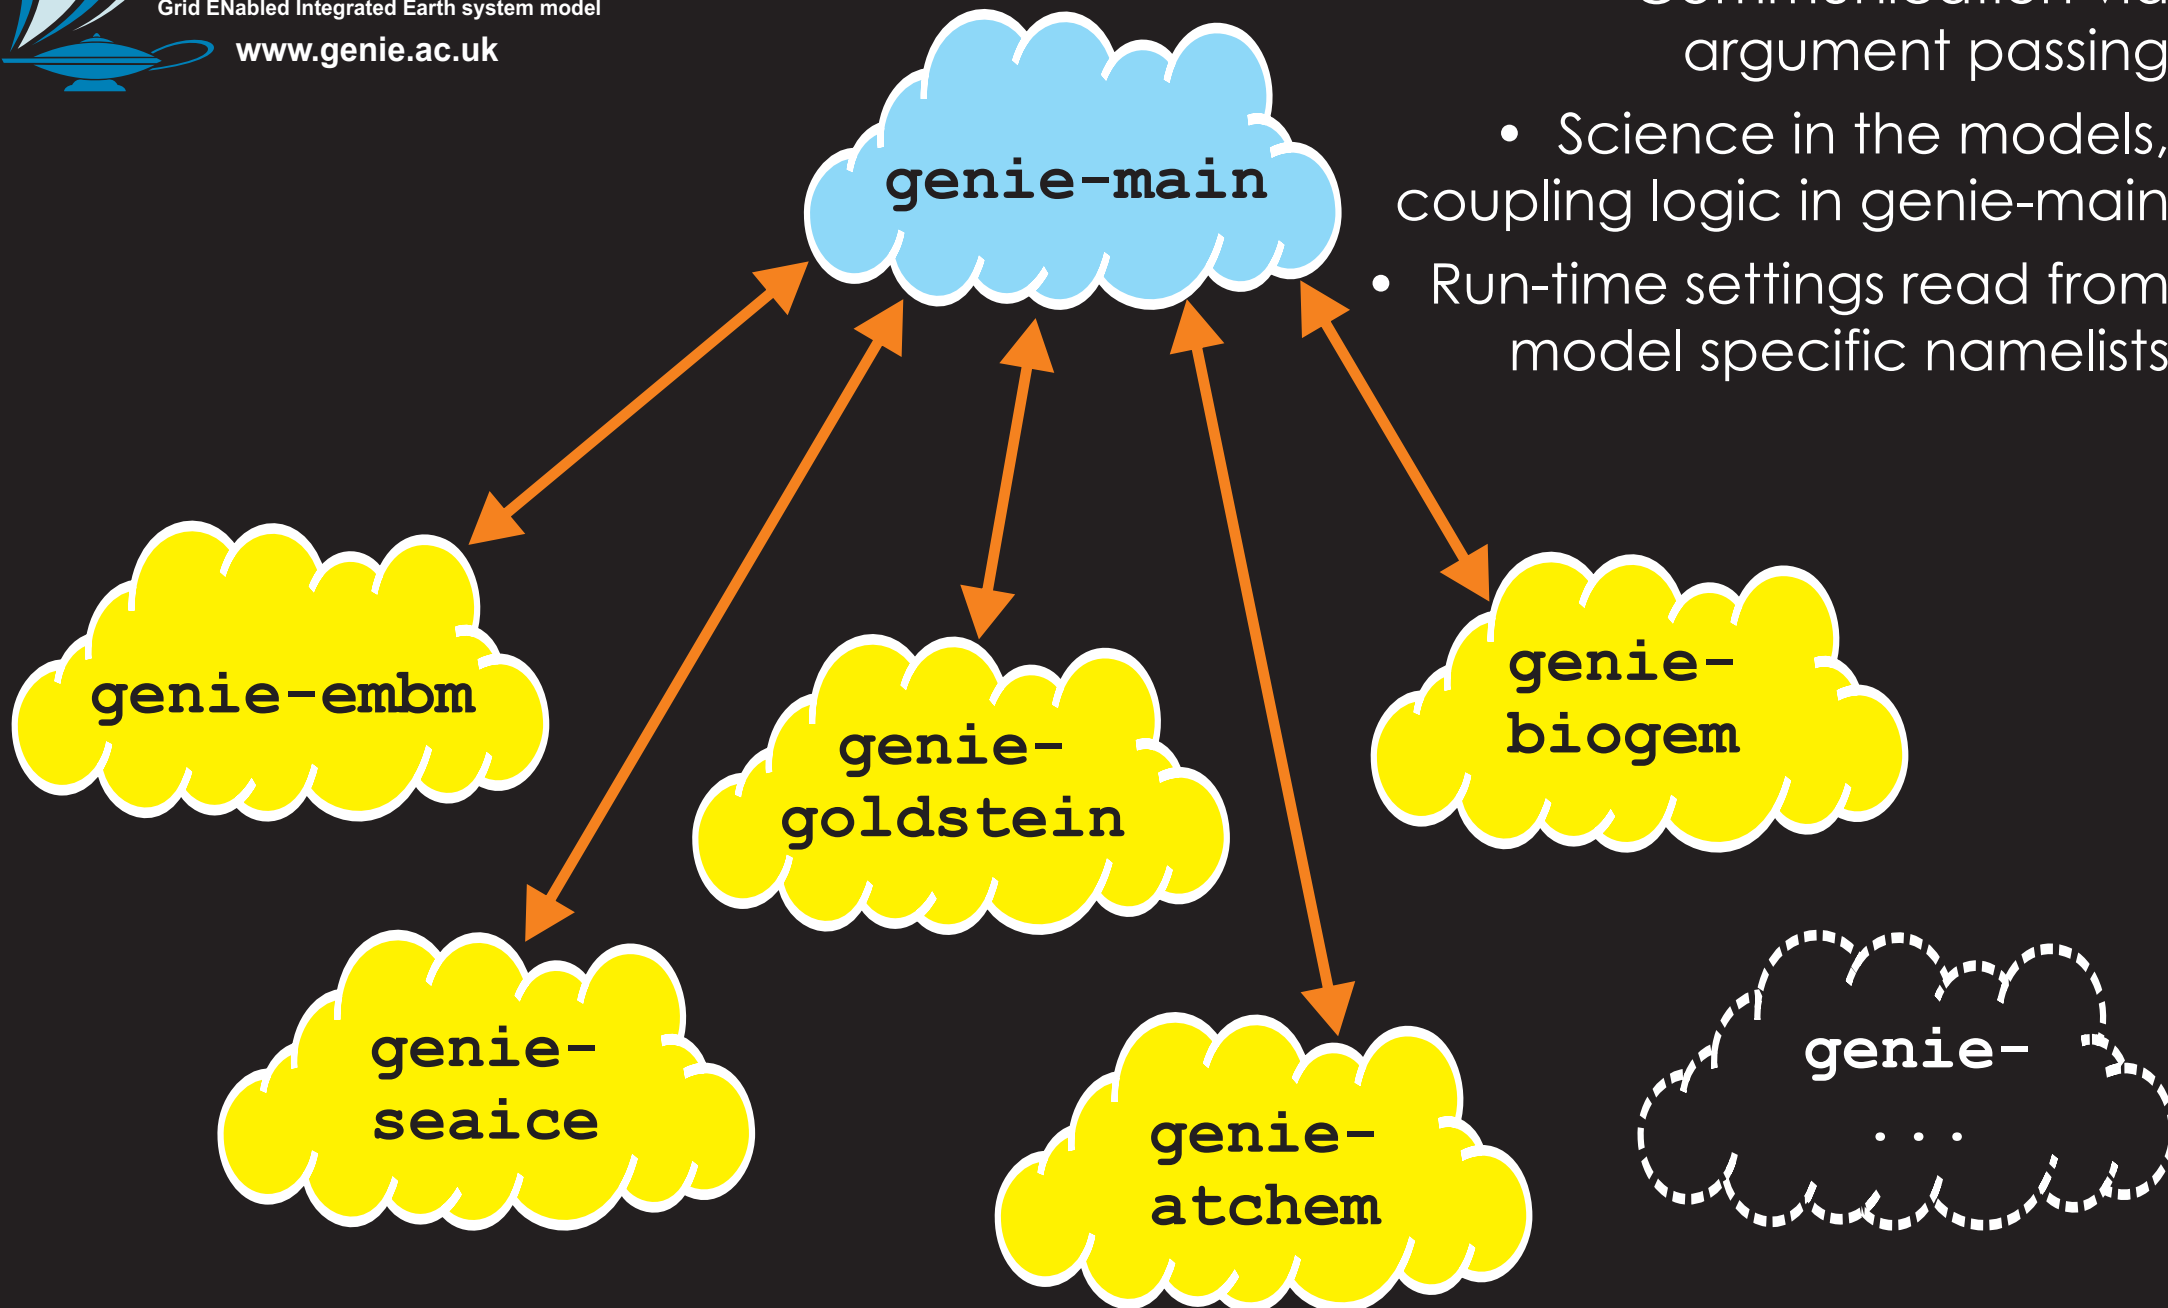 Grid ENabled Integrated Earth system model
www.genie.ac.uk
Communication via
argument passing
• Science in the models,
coupling logic in genie-main
• Run-time settings read from
model specific namelists
genie-main
genie-embm
genie-
goldstein
genie-
biogem
genie-
seaice
genie-
atchem
genie-
...